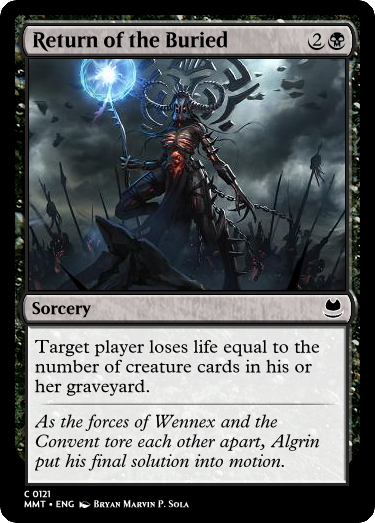 Return of the Buried 2
Sorcery
Target player loses life equal to the
number of creature cards in his or
her graveyard.
As the forces of Wennex and the
Convent tore each other apart, Algrin
put his final solution into motion.
C 0121
MMT • ENG Bryan Marvin P. Sola